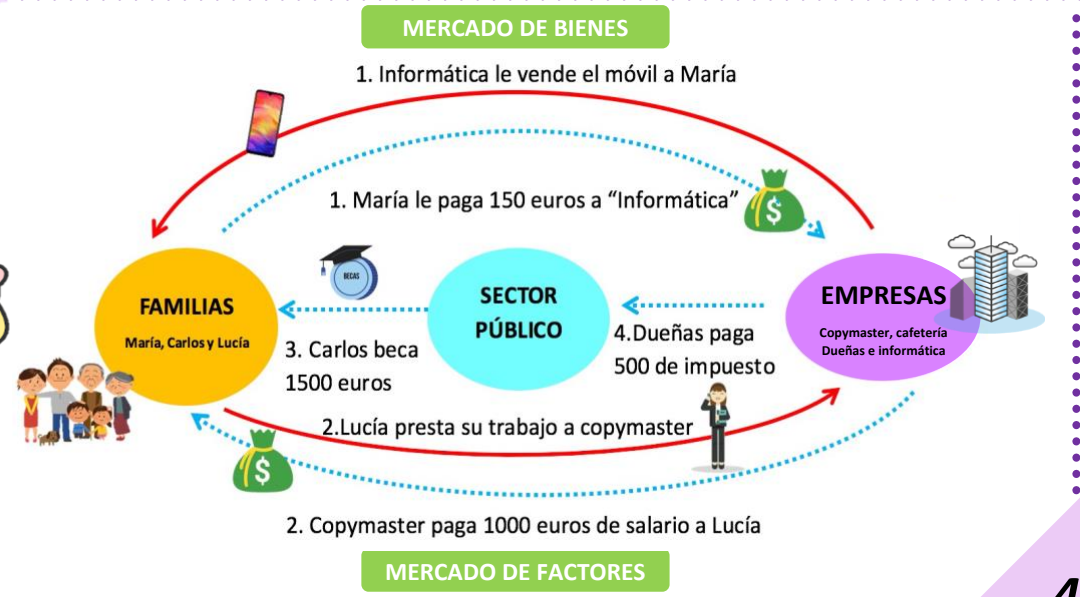 MERCADO DE BIENES
1. Informática le vende el móvil a María
1. María le paga 150 euros a “Informática”
BECAS
FAMILIAS
María, Carlos y Lucía
3. Carlos beca
1500 euros
SECTOR
PÚBLICO
4.Dueñas paga
500 de impuesto
EMPRESAS
Copymaster, cafetería
Dueñas e informática
2.Lucía presta su trabajo a copymaster
2. Copymaster paga 1000 euros de salario a Lucía
MERCADO DE FACTORES
$
$
4